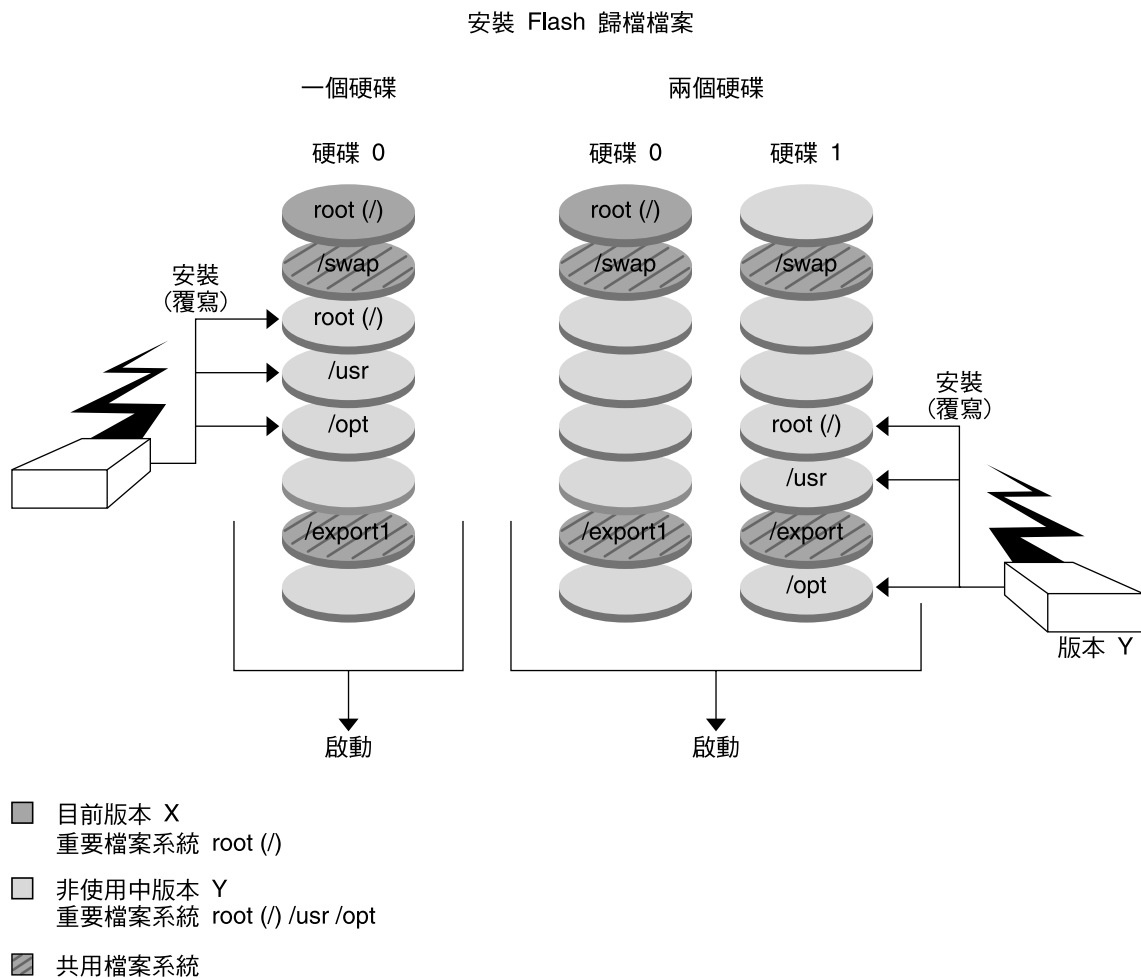 安裝 Flash 歸檔檔案
一個硬碟
兩個硬碟
硬碟 0
硬碟 0
硬碟 1
root (/)
/swap
root (/)
/usr
/opt
/export1
安裝
(覆寫)
root (/)
/swap
/export1
/swap
root (/)
/usr
/export
/opt
安裝
(覆寫)
版本 Y
啟動
啟動
目前版本 X
重要檔案系統 root (/)
非使用中版本 Y
重要檔案系統 root (/) /usr /opt
共用檔案系統